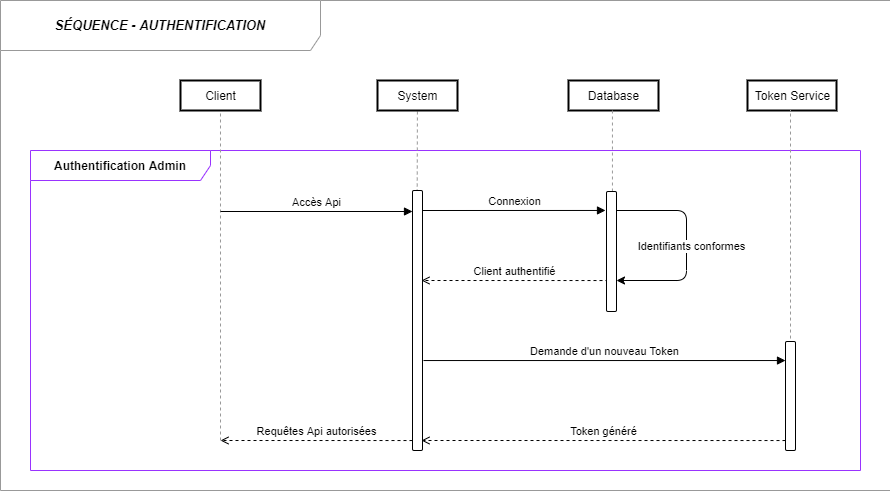 SÉQUENCE - AUTHENTIFICATION
Client
System
Database
Token Service
Authentification Admin
Accès Api
Connexion
Identifiants conformes
Client authentifié
Demande d'un nouveau Token
Requêtes Api autorisées
Token généré